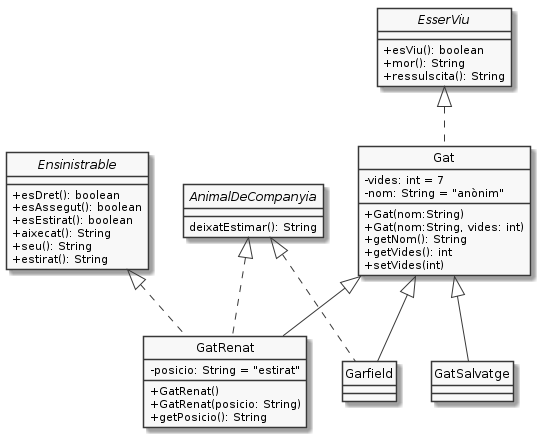 EsserViu
+esViu(): boolean
+mor(): String
+ressulscita(): String
Ensinistrable
+esDret(): boolean
+esAssegut(): boolean
+esEstirat(): boolean
+aixecat(): String
+seu(): String
+estirat(): String
AnimalDeCompanyia
deixatEstimar(): String
Gat
-vides: int = 7
-nom: String = "anònim"
+Gat(nom:String)
+Gat(nom:String, vides: int)
+getNom(): String
+getVides(): int
+setVides(int)
GatRenat
-posicio: String = "estirat"
+GatRenat()
+GatRenat(posicio: String)
+getPosicio(): String
Garfield
GatSalvatge